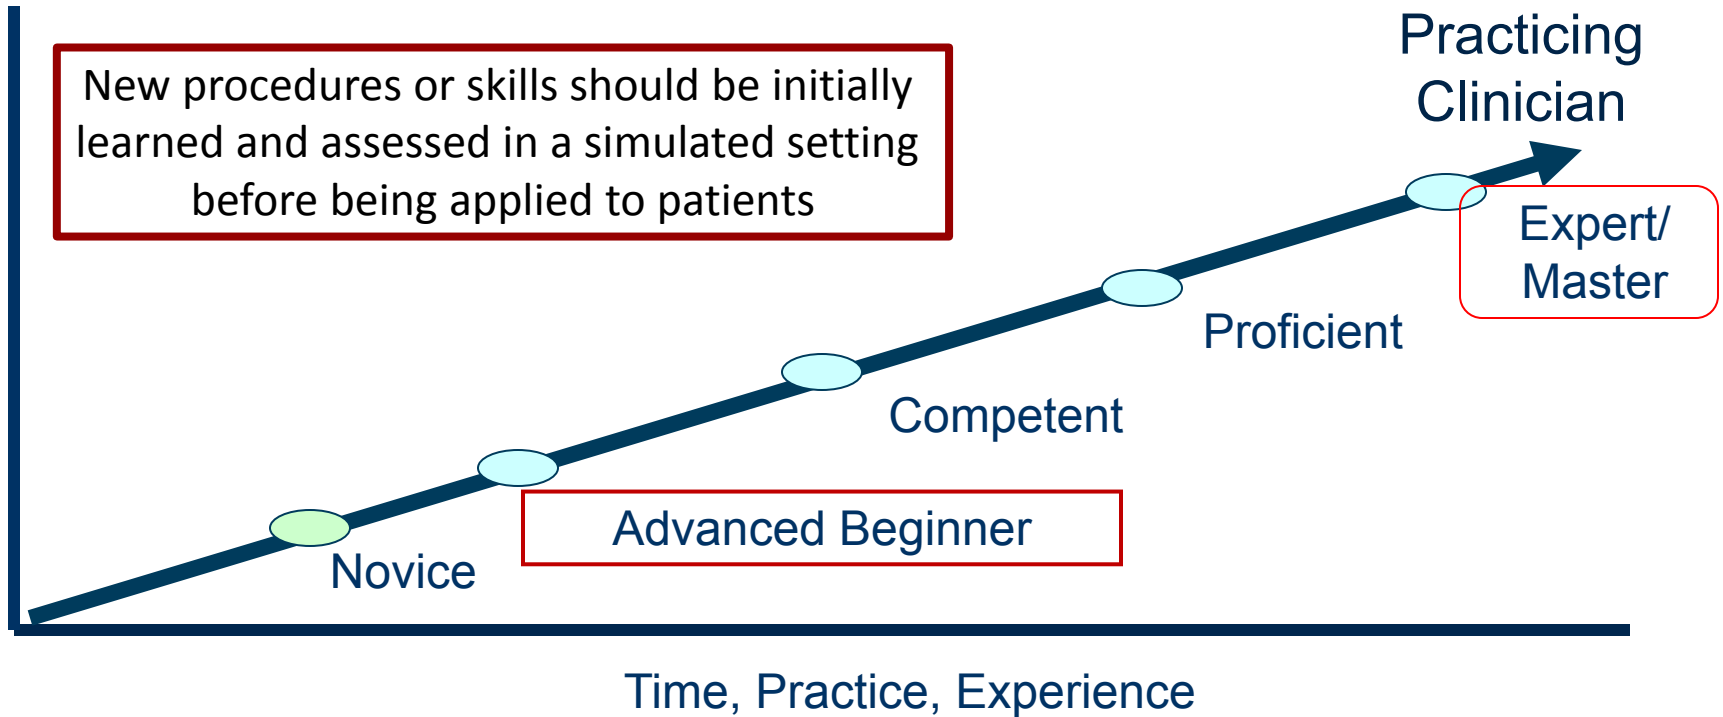 Practicing
Clinician
New procedures or skills should be initially
learned and assessed in a simulated setting
before being applied to patients
Expert/
Master
Proficient
Competent
Advanced Beginner
Novice
Time, Practice, Experience